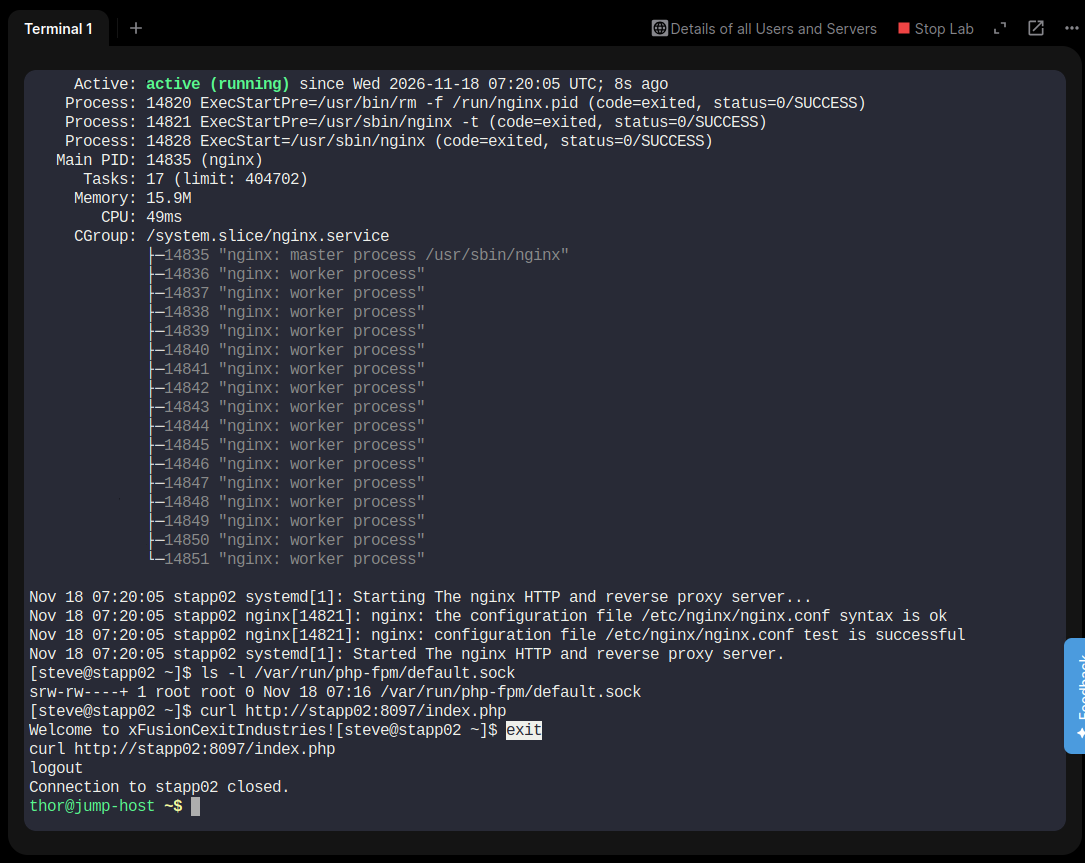 Terminal 1
+
Details of all Users and Servers
Stop Lab
Active: active (running) since Wed 2026-11-18 07:20:05 UTC; 8s ago
Process: 14820 ExecStartPre=/usr/bin/rm -f /run/nginx.pid (code=exited, status=0/SUCCESS)
Process: 14821 ExecStartPre=/usr/sbin/nginx -t (code=exited, status=0/SUCCESS)
Process: 14828 ExecStart=/usr/sbin/nginx (code=exited, status=0/SUCCESS)
Main PID: 14835 (nginx)
Tasks: 17 (limit: 404702)
Memory: 15.9M
CPU: 49ms
CGroup: /system.slice/nginx.service
├─14835 "nginx: master process /usr/sbin/nginx"
├─14836 "nginx: worker process"
├─14837 "nginx: worker process"
├─14838 "nginx: worker process"
├─14839 "nginx: worker process"
├─14840 "nginx: worker process"
├─14841 "nginx: worker process"
├─14842 "nginx: worker process"
├─14843 "nginx: worker process"
├─14844 "nginx: worker process"
├─14845 "nginx: worker process"
├─14846 "nginx: worker process"
├─14847 "nginx: worker process"
├─14848 "nginx: worker process"
├─14849 "nginx: worker process"
├─14850 "nginx: worker process"
└─14851 "nginx: worker process"
Nov 18 07:20:05 stapp02 systemd[1]: Starting The nginx HTTP and reverse proxy server...
Nov 18 07:20:05 stapp02 nginx[14821]: nginx: the configuration file /etc/nginx/nginx.conf syntax is ok
Nov 18 07:20:05 stapp02 nginx[14821]: nginx: configuration file /etc/nginx/nginx.conf test is successful
Nov 18 07:20:05 stapp02 systemd[1]: Started The nginx HTTP and reverse proxy server.
[steve@stapp02 ~]$ ls -l /var/run/php-fpm/default.sock
srw-rw----+ 1 root root 0 Nov 18 07:16 /var/run/php-fpm/default.sock
[steve@stapp02 ~]$ curl http://stapp02:8097/index.php
Welcome to xFusionCexitIndustries![steve@stapp02 ~]$ exit
curl http://stapp02:8097/index.php
logout
Connection to stapp02 closed.
thor@jump-host ~$
Feedback